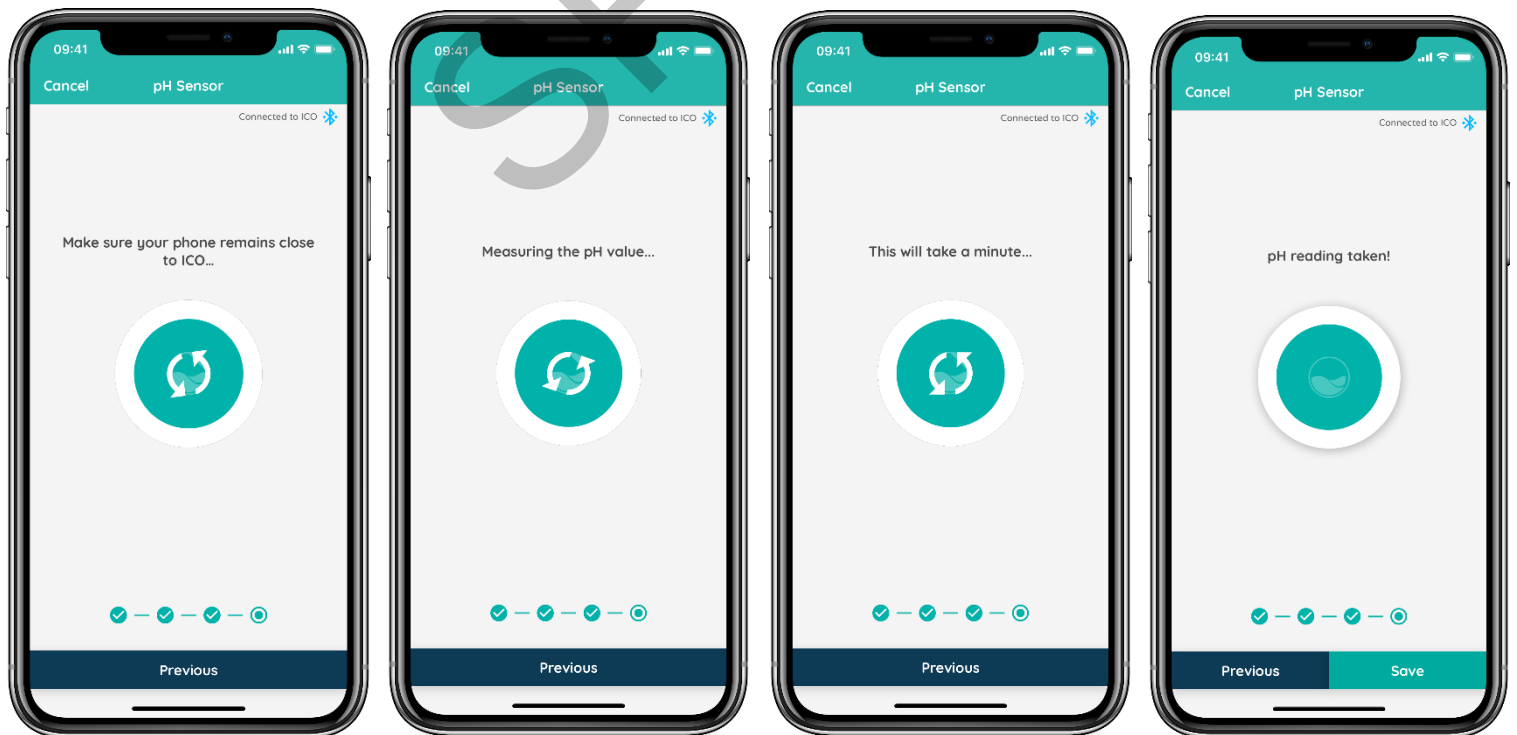 09:41
Cancel pH Sensor
Connected to ICO
Make sure your phone remains close
to ICO...
Previous
09:41
Cancel pH Sensor
Connected to ICO
Measuring the pH value...
Previous
09:41
Cancel pH Sensor
Connected to ICO
This will take a minute...
Previous
09:41
Cancel pH Sensor
Connected to ICO
pH reading taken!
Previous Save